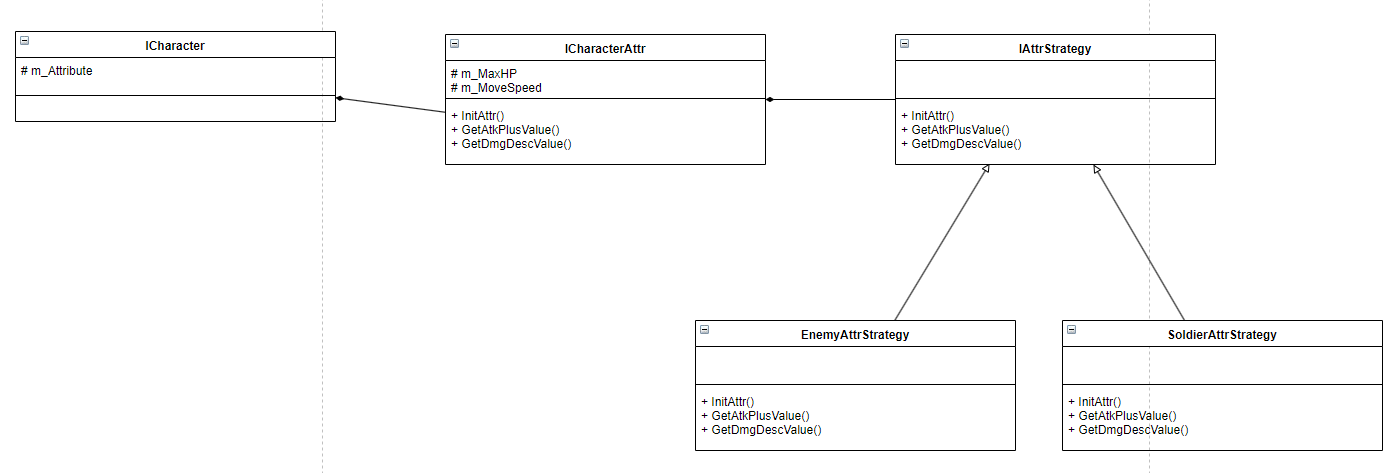 ICharacter
# m_Attribute
ICharacterAttr
# m_MaxHP
# m_MoveSpeed
+ InitAttr()
+ GetAtkPlusValue()
+ GetDmgDescValue()
IAttrStrategy
+ InitAttr()
+ GetAtkPlusValue()
+ GetDmgDescValue()
EnemyAttrStrategy
+ InitAttr()
+ GetAtkPlusValue()
+ GetDmgDescValue()
SoldierAttrStrategy
+ InitAttr()
+ GetAtkPlusValue()
+ GetDmgDescValue()